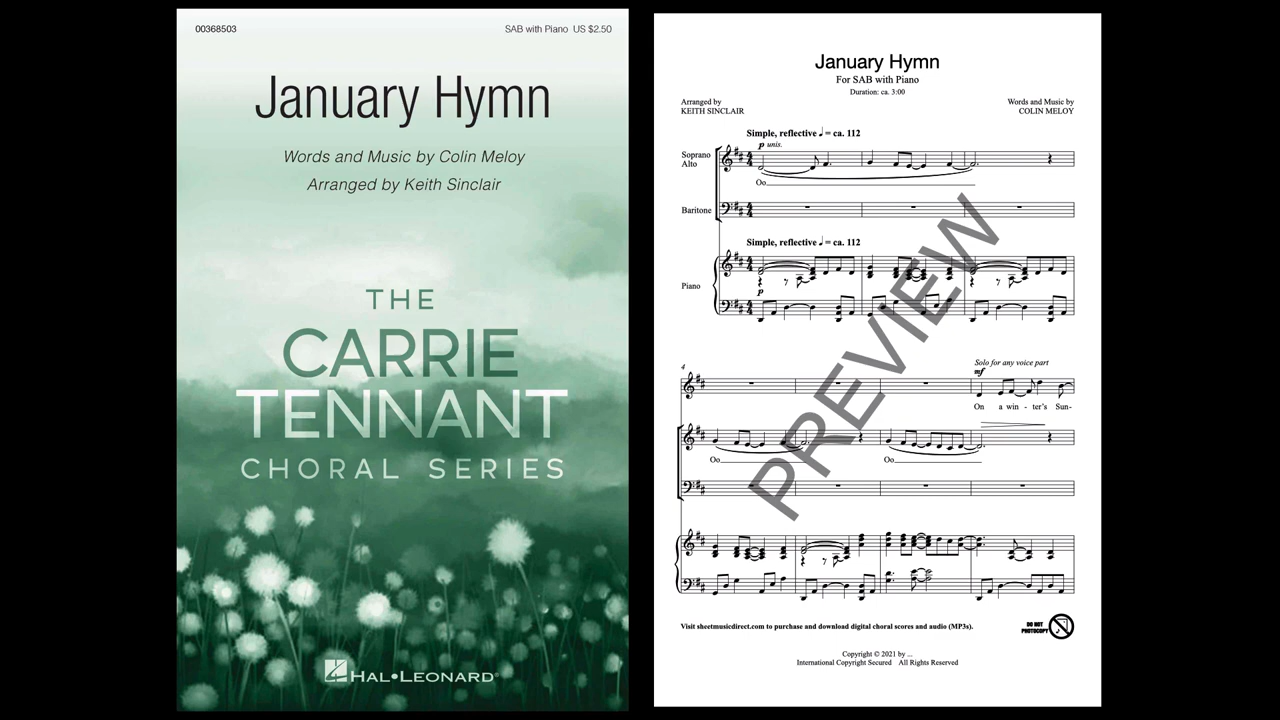 00368503
SAB with Piano US $2.50
January Hymn
Words and Music by Colin Meloy
Arranged by Keith Sinclair
THE
CARRIE
TENNANT
CHORAL SERIES
HAL•LEONARD
January Hymn
For SAB with Piano
Duration: ca. 3:00
Arranged by
KEITH SINCLAIR
Words and Music by
COLIN MELOY
Simple, reflective ♩ = ca. 112
p unis.
Soprano
Alto
Oo
Baritone
Simple, reflective ♩ = ca. 112
Piano
p
PREVIEW
4
Solo for any voice part
mf
On a win - ter's Sun-
Oo
Oo
Visit sheetmusicdirect.com to purchase and download digital choral scores and audio (MP3s).
DO NOT
PHOTOCOPY
Copyright © 2021 by ...
International Copyright Secured All Rights Reserved